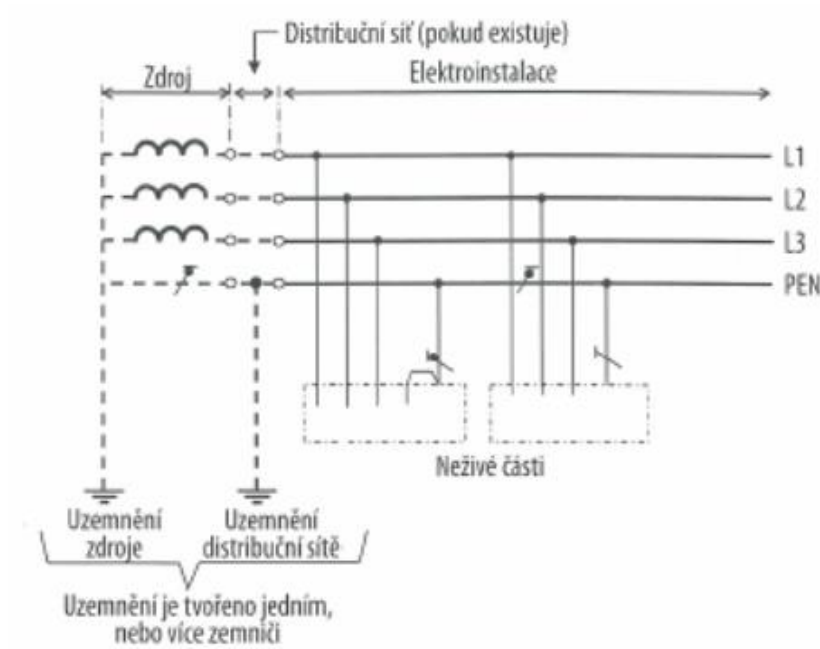 Distribuční síť (pokud existuje)
Zdroj
Elektroinstalace
L1
L2
L3
PEN
Neživé části
Uzemnění
zdroje
Uzemnění
distribuční sítě
Uzemnění je tvořeno jedním,
nebo více zemniči